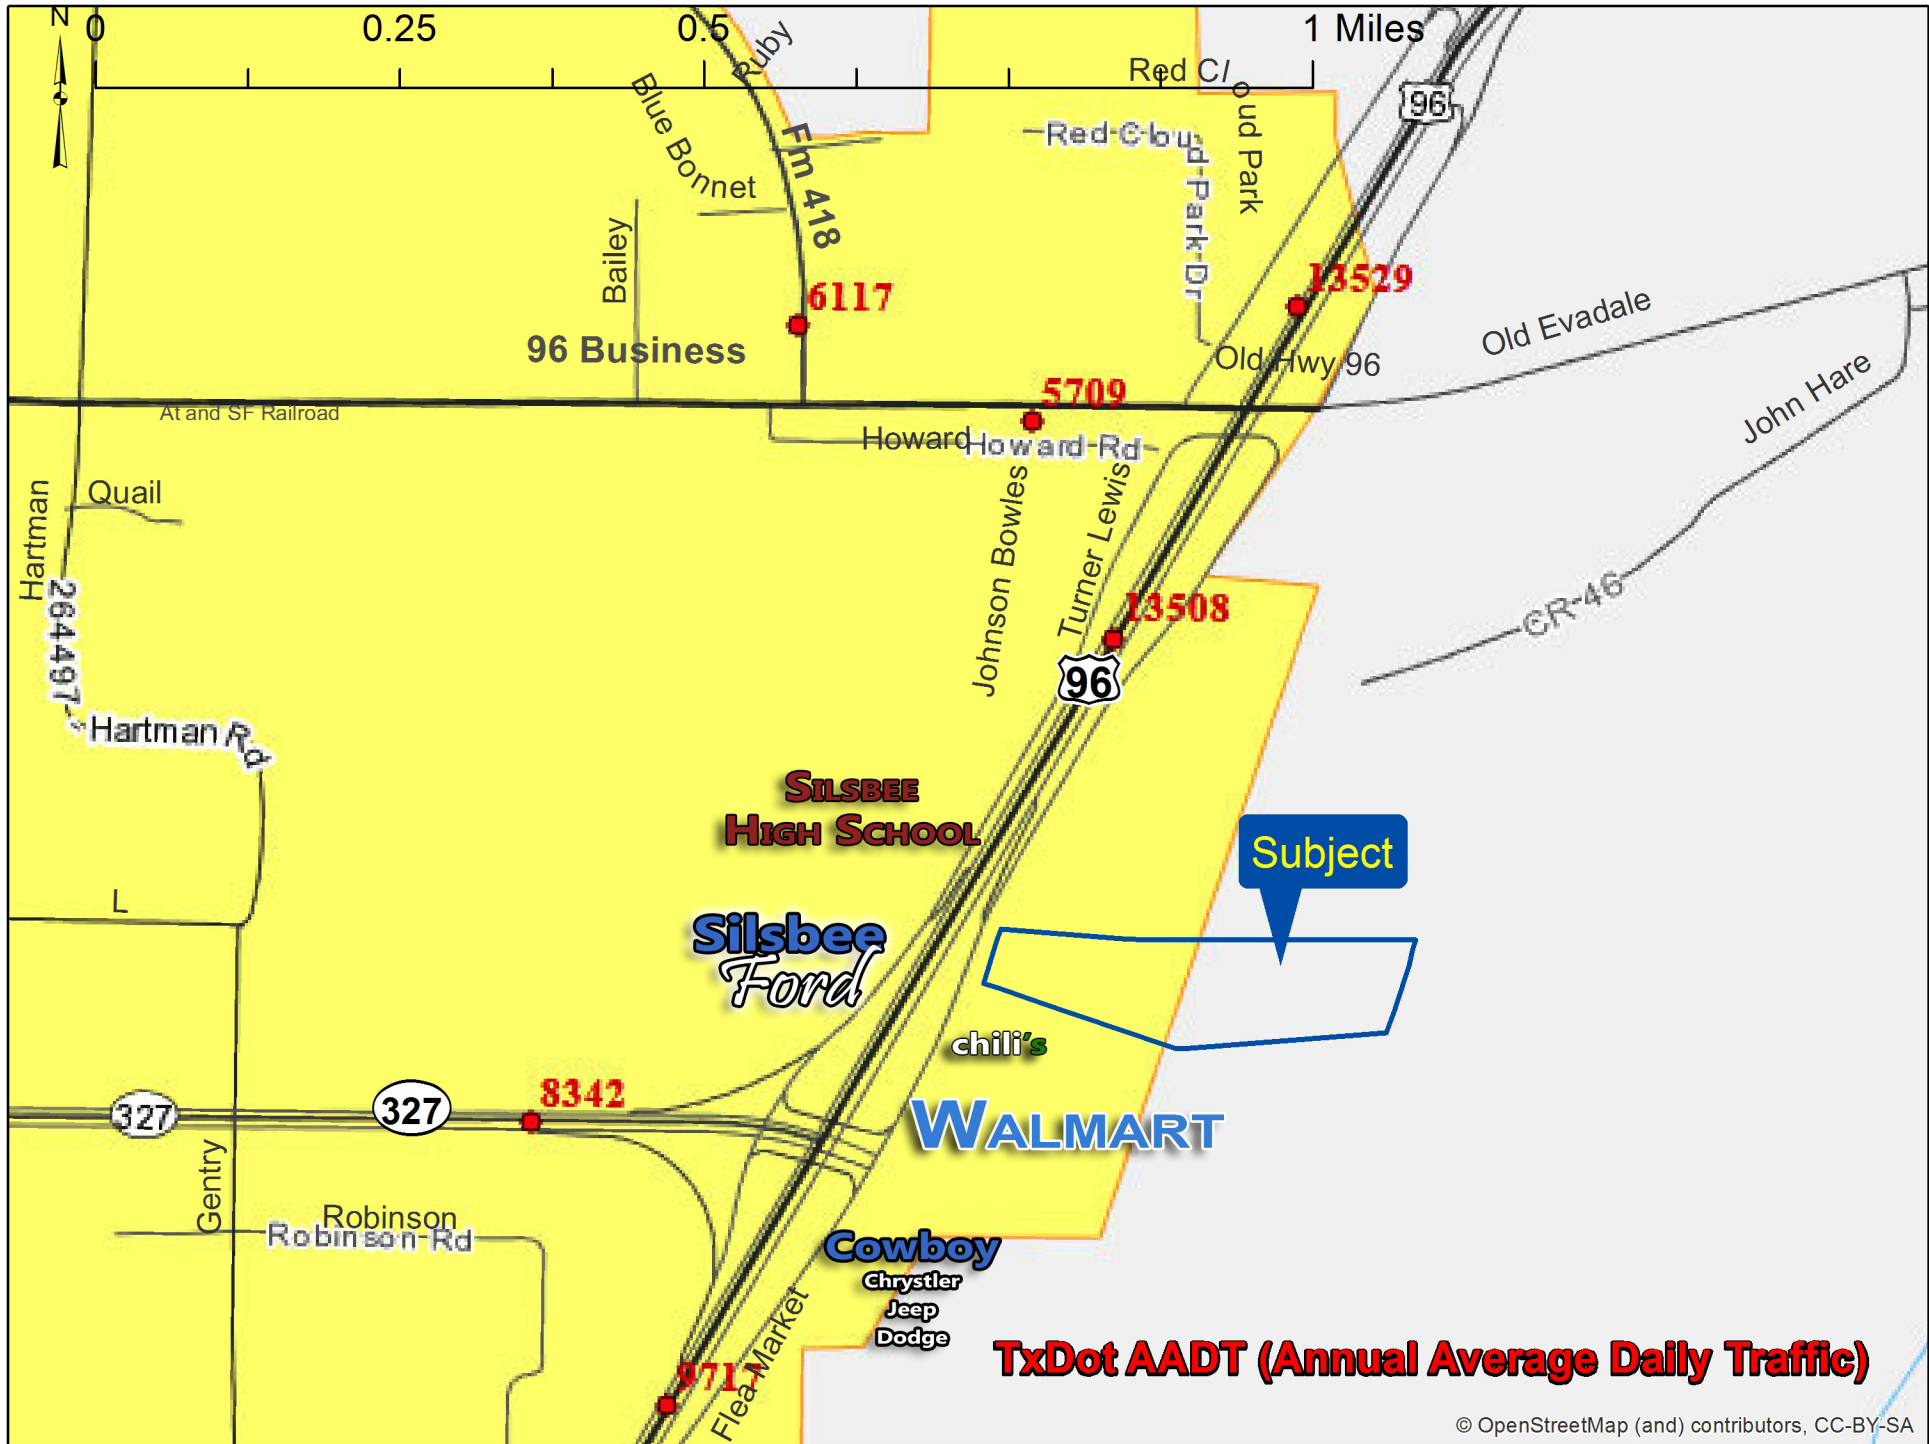 N
0
0.25
0.5
1 Miles
Ruby
Red Cl
oud Park
96
Blue Bonnet
Fm 418
Red Cloud Park Dr
Bailey
6117
13529
96 Business
Old Hwy 96
Old Evadale
John Hare
5709
At and SF Railroad
Howard
Howard Rd
Quail
Hartman
Johnson Bowles
Turner Lewis
264497
13508
CR-46
96
Hartman Rd
SILSBEE
HIGH SCHOOL
Subject
L
Silsbee
Ford
chili's
8342
327
327
WALMART
Gentry
Robinson
Robinson Rd
Cowboy
Chrystler
Jeep
Dodge
Flea Market
TxDot AADT (Annual Average Daily Traffic)
© OpenStreetMap (and) contributors, CC-BY-SA